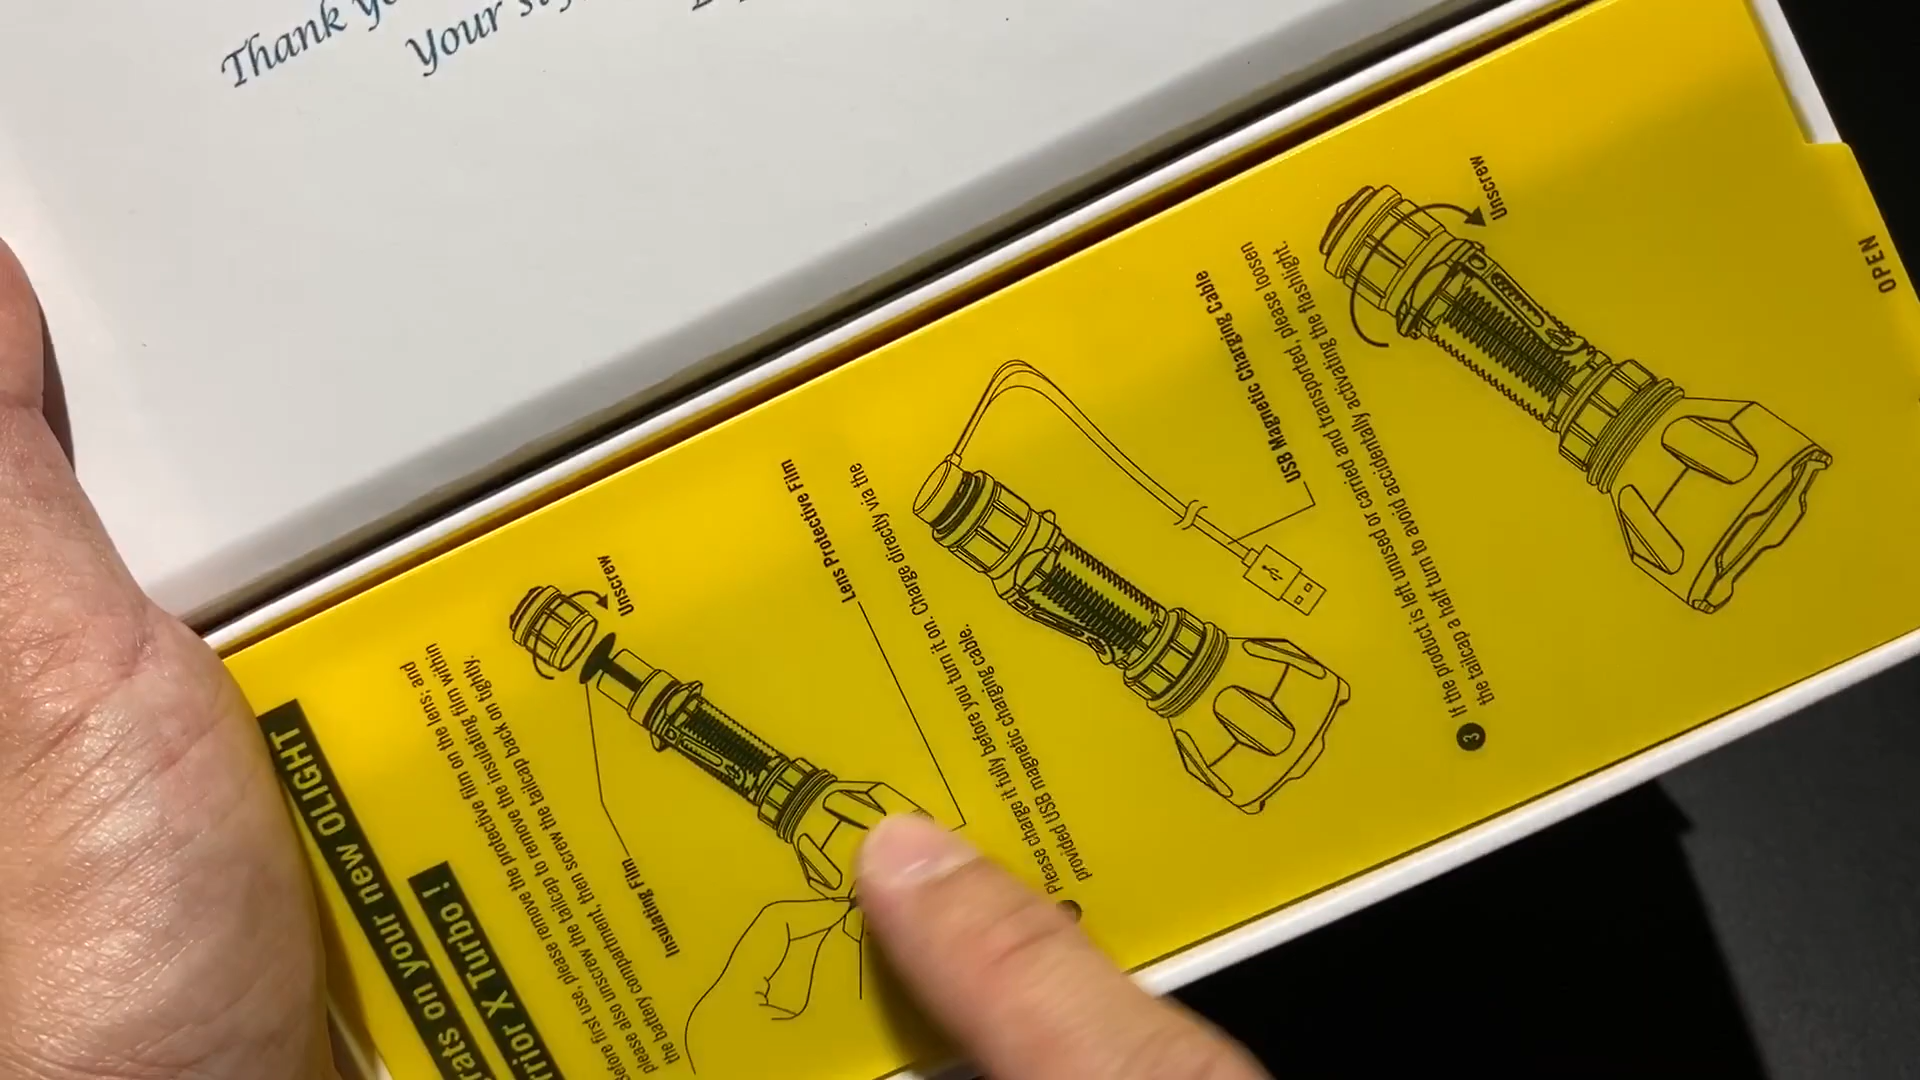 Thank
Your
rats on your new OLIGHT
rrior X Turbo !
Before first use, please remove the protective film on the lens; and
please also unscrew the tailcap to remove the insulating film within
the battery compartment, then screw the tailcap back on tightly.
Unscrew
Insulating Film
Lens Protective Film
Please charge it fully before you turn it on. Charge directly via the
provided USB magnetic charging cable.
USB Magnetic Charging Cable
3 If the product is left unused or carried and transported, please loosen
the tailcap a half turn to avoid accidentally activating the flashlight.
Unscrew
OPEN